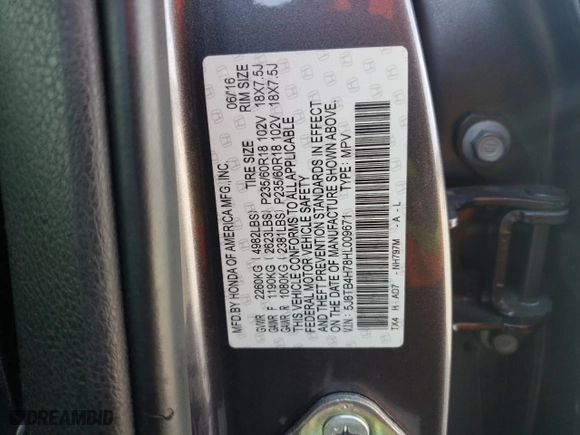 MFD. BY HONDA OF AMERICA MFG., INC. 06/16
TIRE SIZE RIM SIZE
GVWR 2260KG (4982LBS)
GAWR F 1190KG (2623LBS) P235/60R18 102V 18X7.5J
GAWR R 1080KG (2381LBS) P235/60R18 102V 18X7.5J
THIS VEHICLE CONFORMS TO ALL APPLICABLE
FEDERAL MOTOR VEHICLE SAFETY
AND THEFT PREVENTION STANDARDS IN EFFECT
ON THE DATE OF MANUFACTURE SHOWN ABOVE.
V.I.N.: 5J8TB4H78HL009671 TYPE: MPV
TX4 H - A07 - NH797M - A - L
DREAMBID